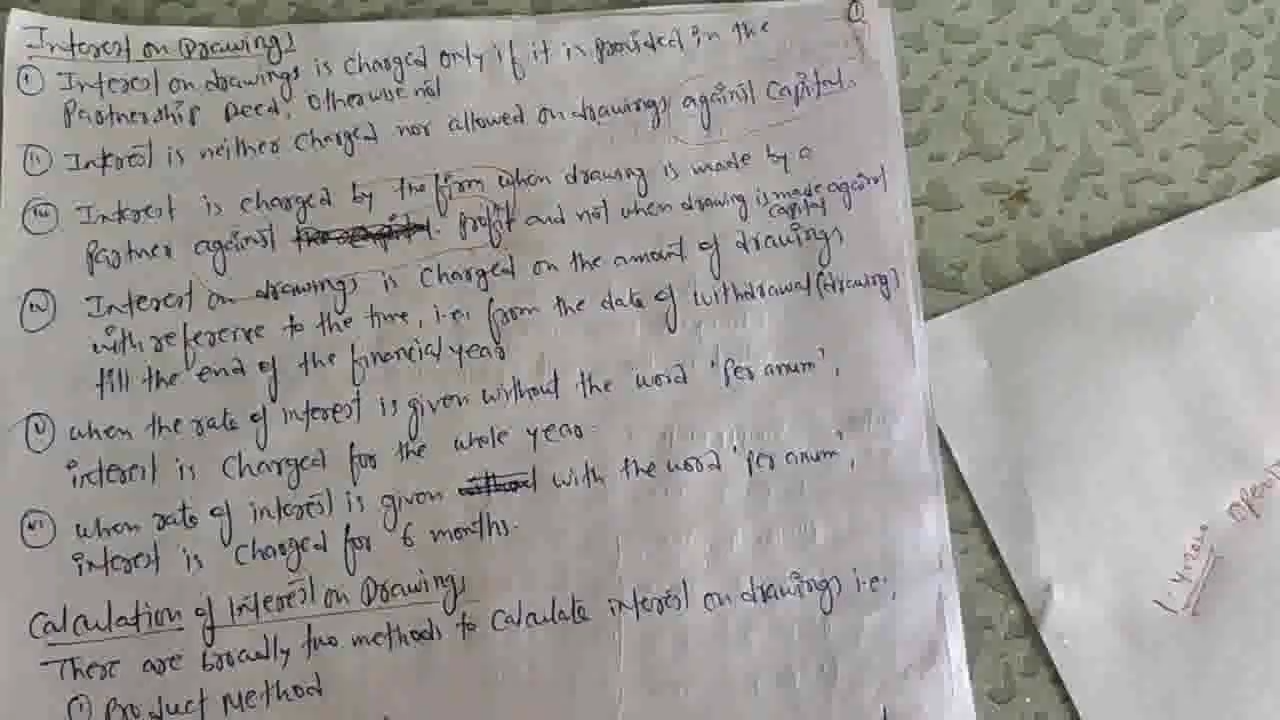 ①
Interest on Drawings
① Interest on drawings is charged only if it is provided in the
Partnership Deed, otherwise not
⑪ Interest is neither charged nor allowed on drawings against Capital.
(iii) Interest is charged by the firm when drawing is made by a
Partner against profit and not when drawing is made against
capital
(iv) Interest on drawings is charged on the amount of drawings
with reference to the time, i.e. from the date of withdrawal (drawing)
till the end of the financial year
(v) when the rate of interest is given without the word 'per anum',
interest is charged for the whole year.
(vi) when rate of interest is given with the word 'per anum',
interest is charged for 6 months.
Calculation of Interest on Drawings
There are broadly two methods to calculate interest on drawings i.e.,
① Product Method